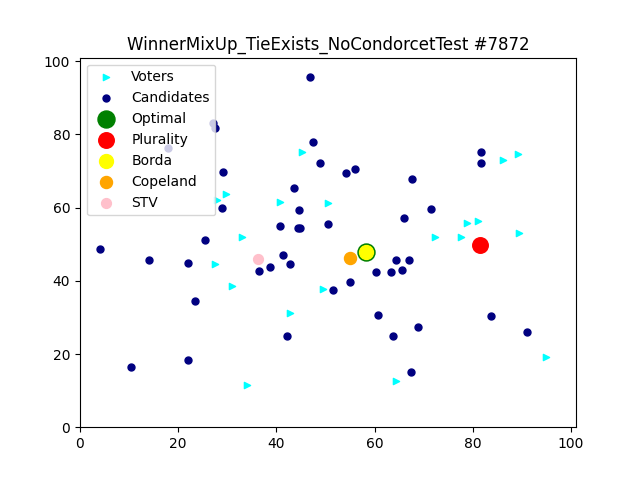 WinnerMixUp_TieExists_NoCondorcetTest #7872
100
80
60
40
20
0
Voters
Candidates
Optimal
Plurality
Borda
Copeland
STV
0 20 40 60 80 100